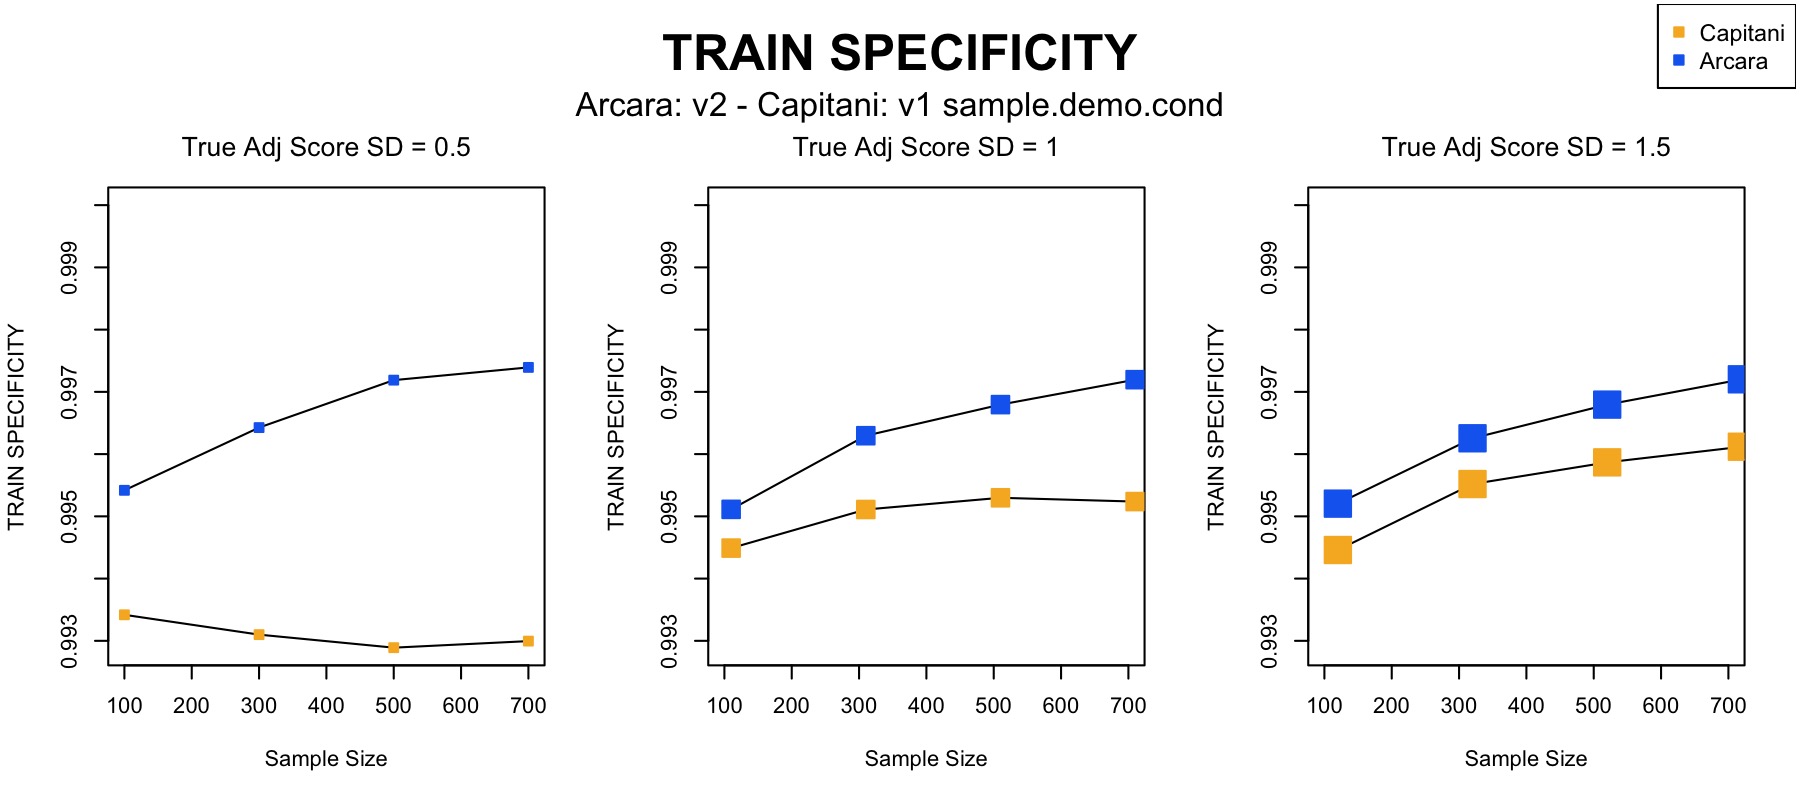 TRAIN SPECIFICITY
Arcara: v2 - Capitani: v1 sample.demo.cond
Capitani
Arcara
True Adj Score SD = 0.5
TRAIN SPECIFICITY
0.999
0.997
0.995
0.993
100 200 300 400 500 600 700
Sample Size
True Adj Score SD = 1
TRAIN SPECIFICITY
0.999
0.997
0.995
0.993
100 200 300 400 500 600 700
Sample Size
True Adj Score SD = 1.5
TRAIN SPECIFICITY
0.999
0.997
0.995
0.993
100 200 300 400 500 600 700
Sample Size